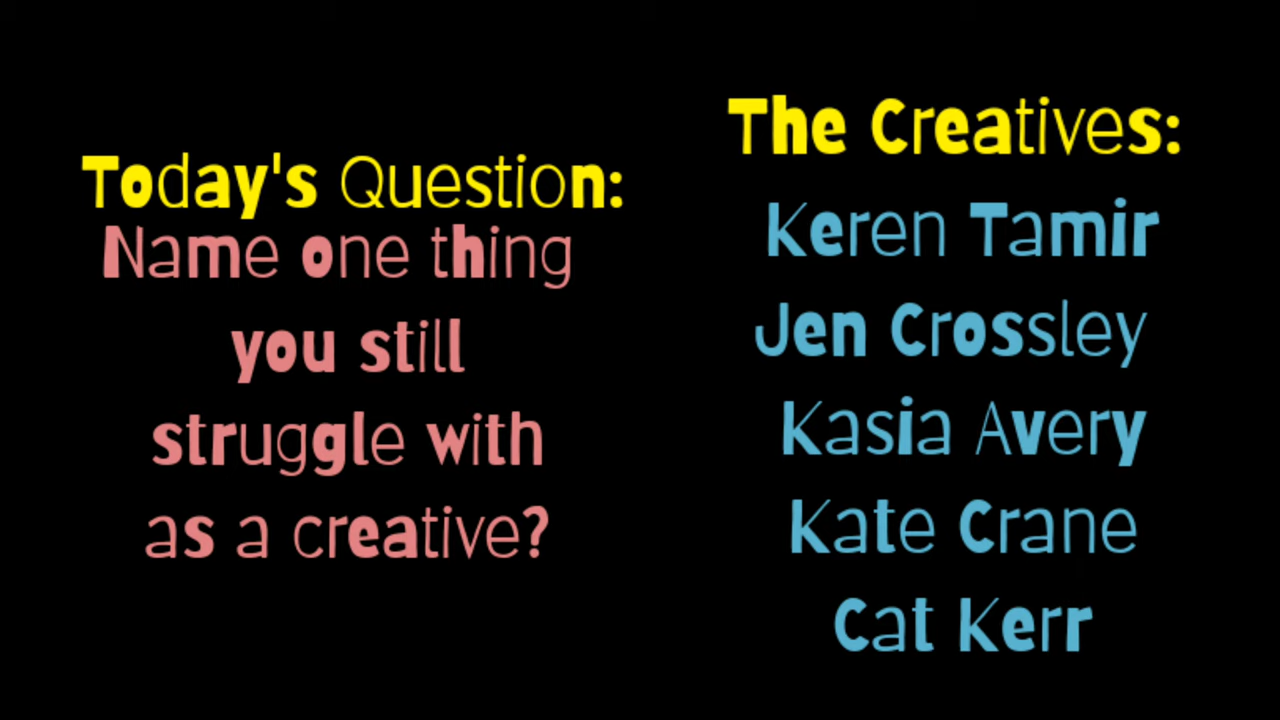 Today's Question:
Name one thing
you still
struggle with
as a creative?
The Creatives:
Keren Tamir
Jen Crossley
Kasia Avery
Kate Crane
Cat Kerr